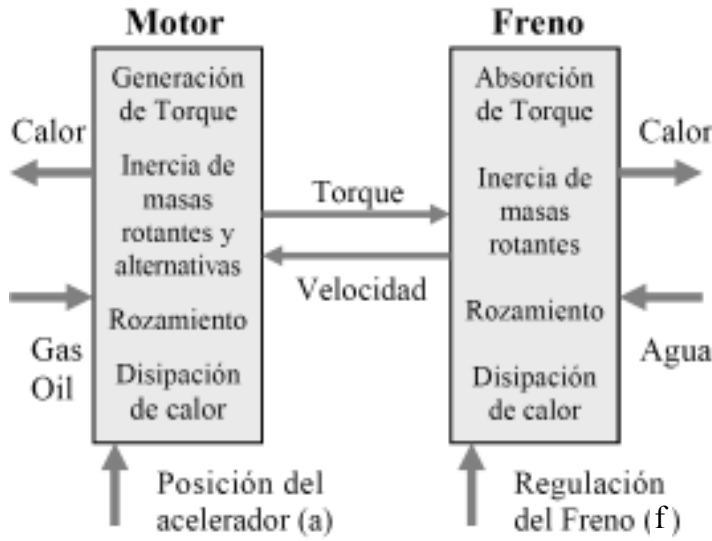 Motor
Generación
de Torque
Inercia de
masas
rotantes y
alternativas
Rozamiento
Disipación
de calor
Calor
Gas
Oil
Posición del
acelerador (a)
Torque
Velocidad
Freno
Absorción
de Torque
Inercia de
masas
rotantes
Rozamiento
Disipación
de calor
Calor
Agua
Regulación
del Freno (f)